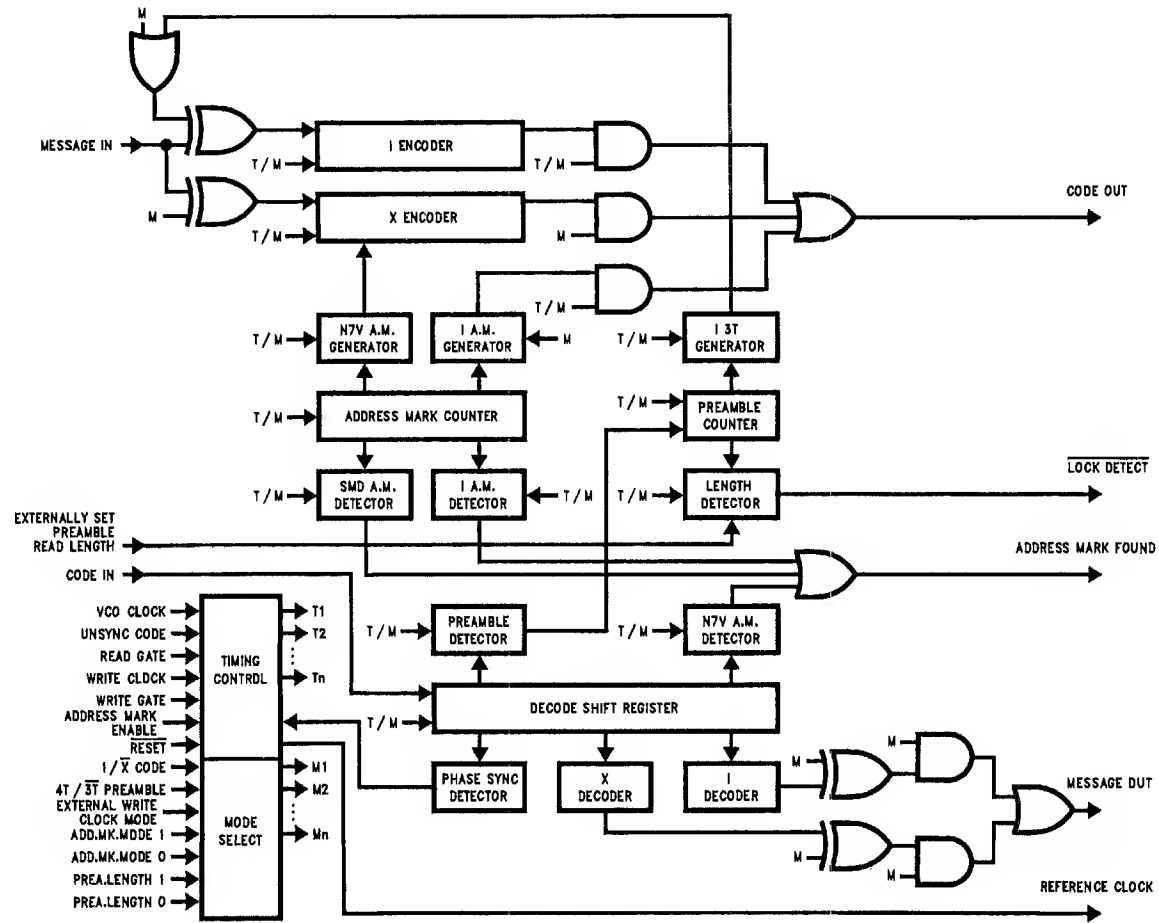 M
MESSAGE IN
I ENCODER
T/M
T/M
M
X ENCODER
T/M
M
CODE OUT
T/M
N7V A.M.
GENERATOR
T/M
I A.M.
GENERATOR
M
T/M
I 3T
GENERATOR
T/M
ADDRESS MARK COUNTER
T/M
PREAMBLE
COUNTER
T/M
SMD A.M.
DETECTOR
I A.M.
DETECTOR
T/M
T/M
LENGTH
DETECTOR
LOCK DETECT
EXTERNALLY SET
PREAMBLE
READ LENGTH
ADDRESS MARK FOUND
CODE IN
VCO CLOCK
UNSYNC CODE
READ GATE
WRITE CLOCK
WRITE GATE
ADDRESS MARK
ENABLE
RESET
TIMING
CONTROL
T1
T2
Tn
T/M
PREAMBLE
DETECTOR
T/M
N7V A.M.
DETECTOR
T/M
DECODE SHIFT REGISTER
1/X CODE
4T/3T PREAMBLE
EXTERNAL WRITE
CLOCK MODE
ADD.MK.MODE 1
ADD.MK.MODE 0
PREA.LENGTH 1
PREA.LENGTH 0
MODE
SELECT
M1
M2
Mn
PHASE SYNC
DETECTOR
X
DECODER
I
DECODER
M
M
M
M
MESSAGE OUT
REFERENCE CLOCK